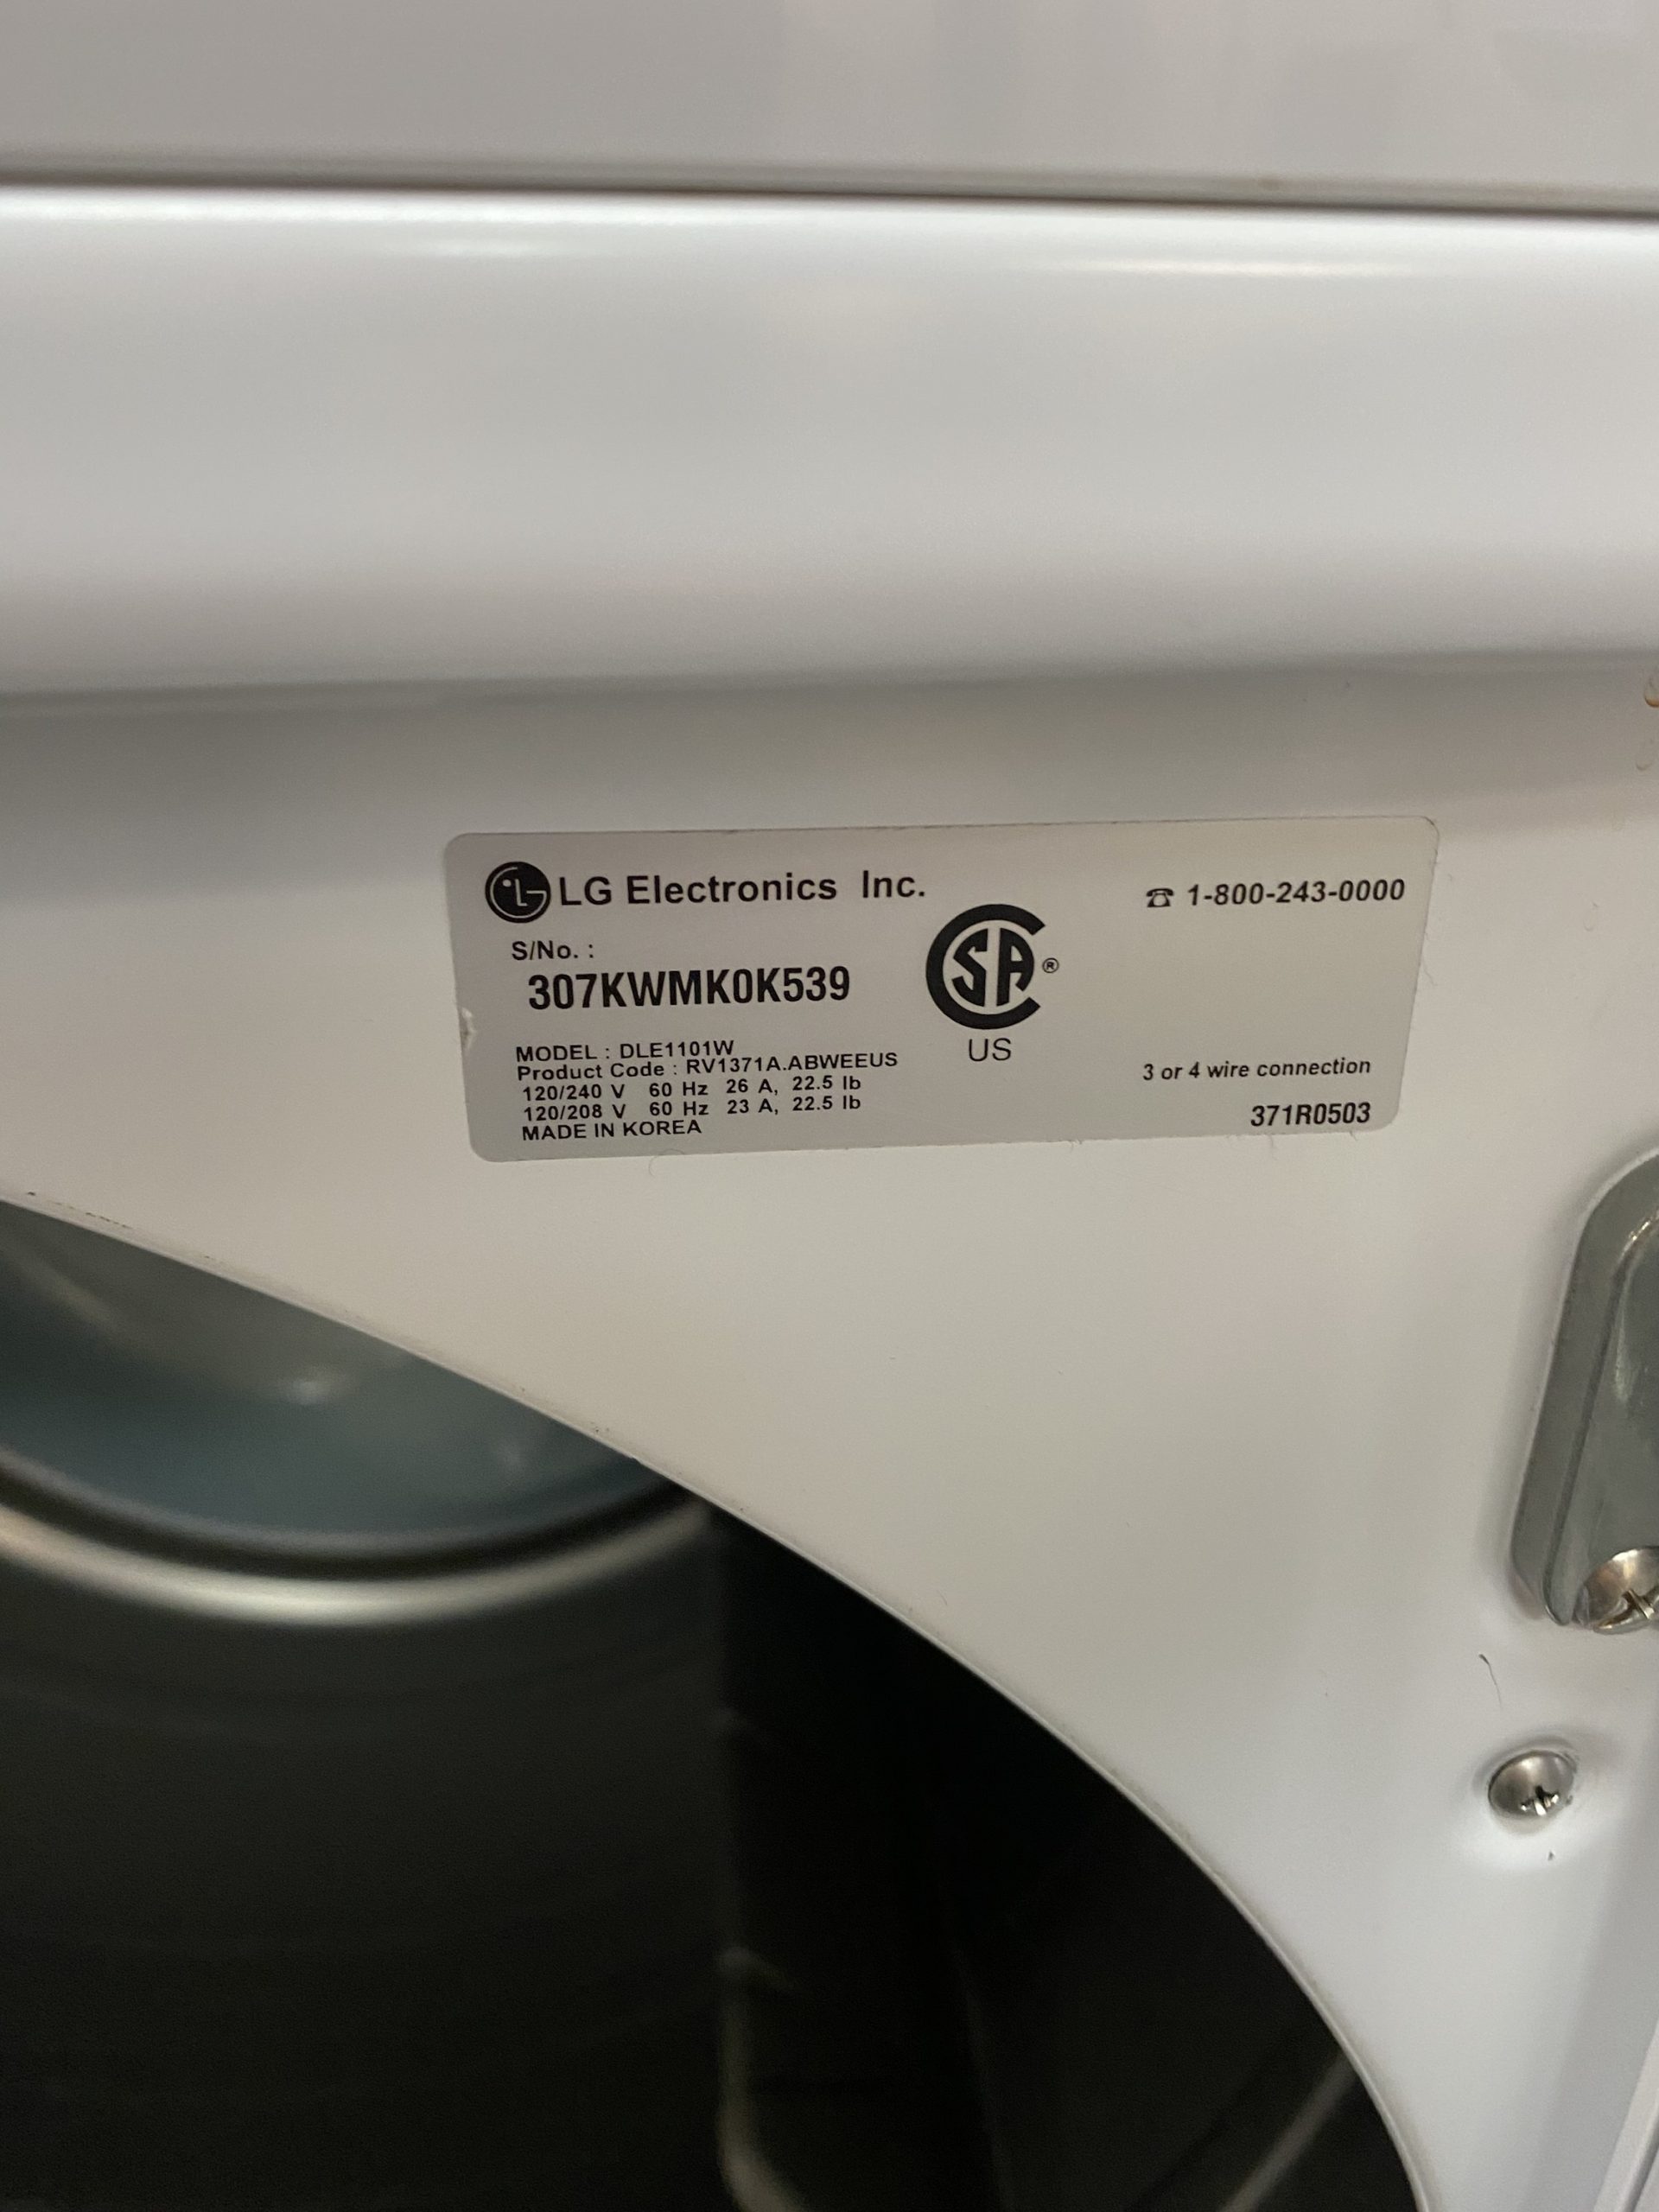 LG Electronics Inc.
☎ 1-800-243-0000
S/No. :
307KWMK0K539
SA ®
US
MODEL : DLE1101W
Product Code : RV1371A.ABWEEUS
120/240 V 60 Hz 26 A, 22.5 lb
120/208 V 60 Hz 23 A, 22.5 lb
MADE IN KOREA
3 or 4 wire connection
371R0503